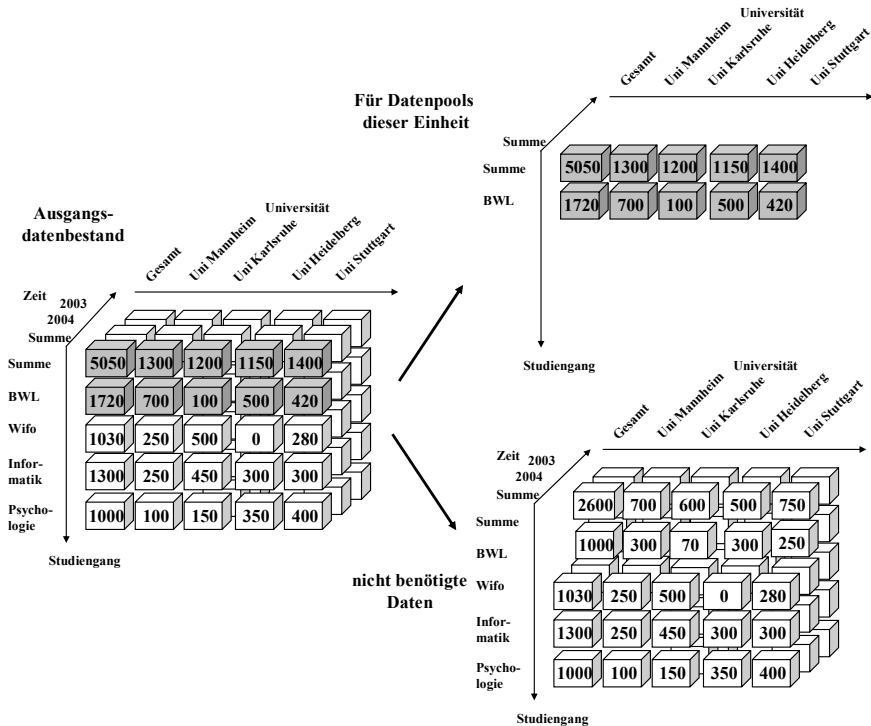 Universität
Gesamt
Uni Mannheim
Uni Karlsruhe
Uni Heidelberg
Uni Stuttgart
Für Datenpools
dieser Einheit
Summe
Summe
5050 1300 1200 1150 1400
BWL
1720 700 100 500 420
Studiengang
Ausgangs-
datenbestand
Universität
Gesamt
Uni Mannheim
Uni Karlsruhe
Uni Heidelberg
Uni Stuttgart
Zeit
2003
2004
Summe
Summe
5050 1300 1200 1150 1400
BWL
1720 700 100 500 420
Wifo
1030 250 500 0 280
Infor-
matik
1300 250 450 300 300
Psycho-
logie
1000 100 150 350 400
Studiengang
nicht benötigte
Daten
Universität
Gesamt
Uni Mannheim
Uni Karlsruhe
Uni Heidelberg
Uni Stuttgart
Zeit
2003
2004
Summe
Summe
2600 700 600 500 750
BWL
1000 300 70 300 250
Wifo
1030 250 500 0 280
Infor-
matik
1300 250 450 300 300
Psycho-
logie
1000 100 150 350 400
Studiengang